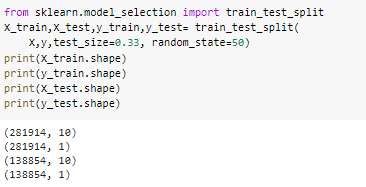 from sklearn.model_selection import train_test_split
X_train,X_test,y_train,y_test= train_test_split(
    X,y,test_size=0.33, random_state=50)
print(X_train.shape)
print(y_train.shape)
print(X_test.shape)
print(y_test.shape)
(281914, 10)
(281914, 1)
(138854, 10)
(138854, 1)